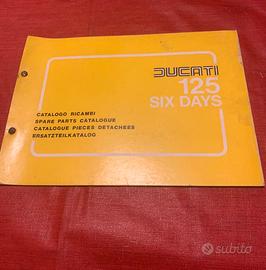 DUCATI
125
SIX DAYS
CATALOGO RICAMBI
SPARE PARTS CATALOGUE
CATALOGUE PIECES DETACHEES
ERSATZTEILKATALOG
subito